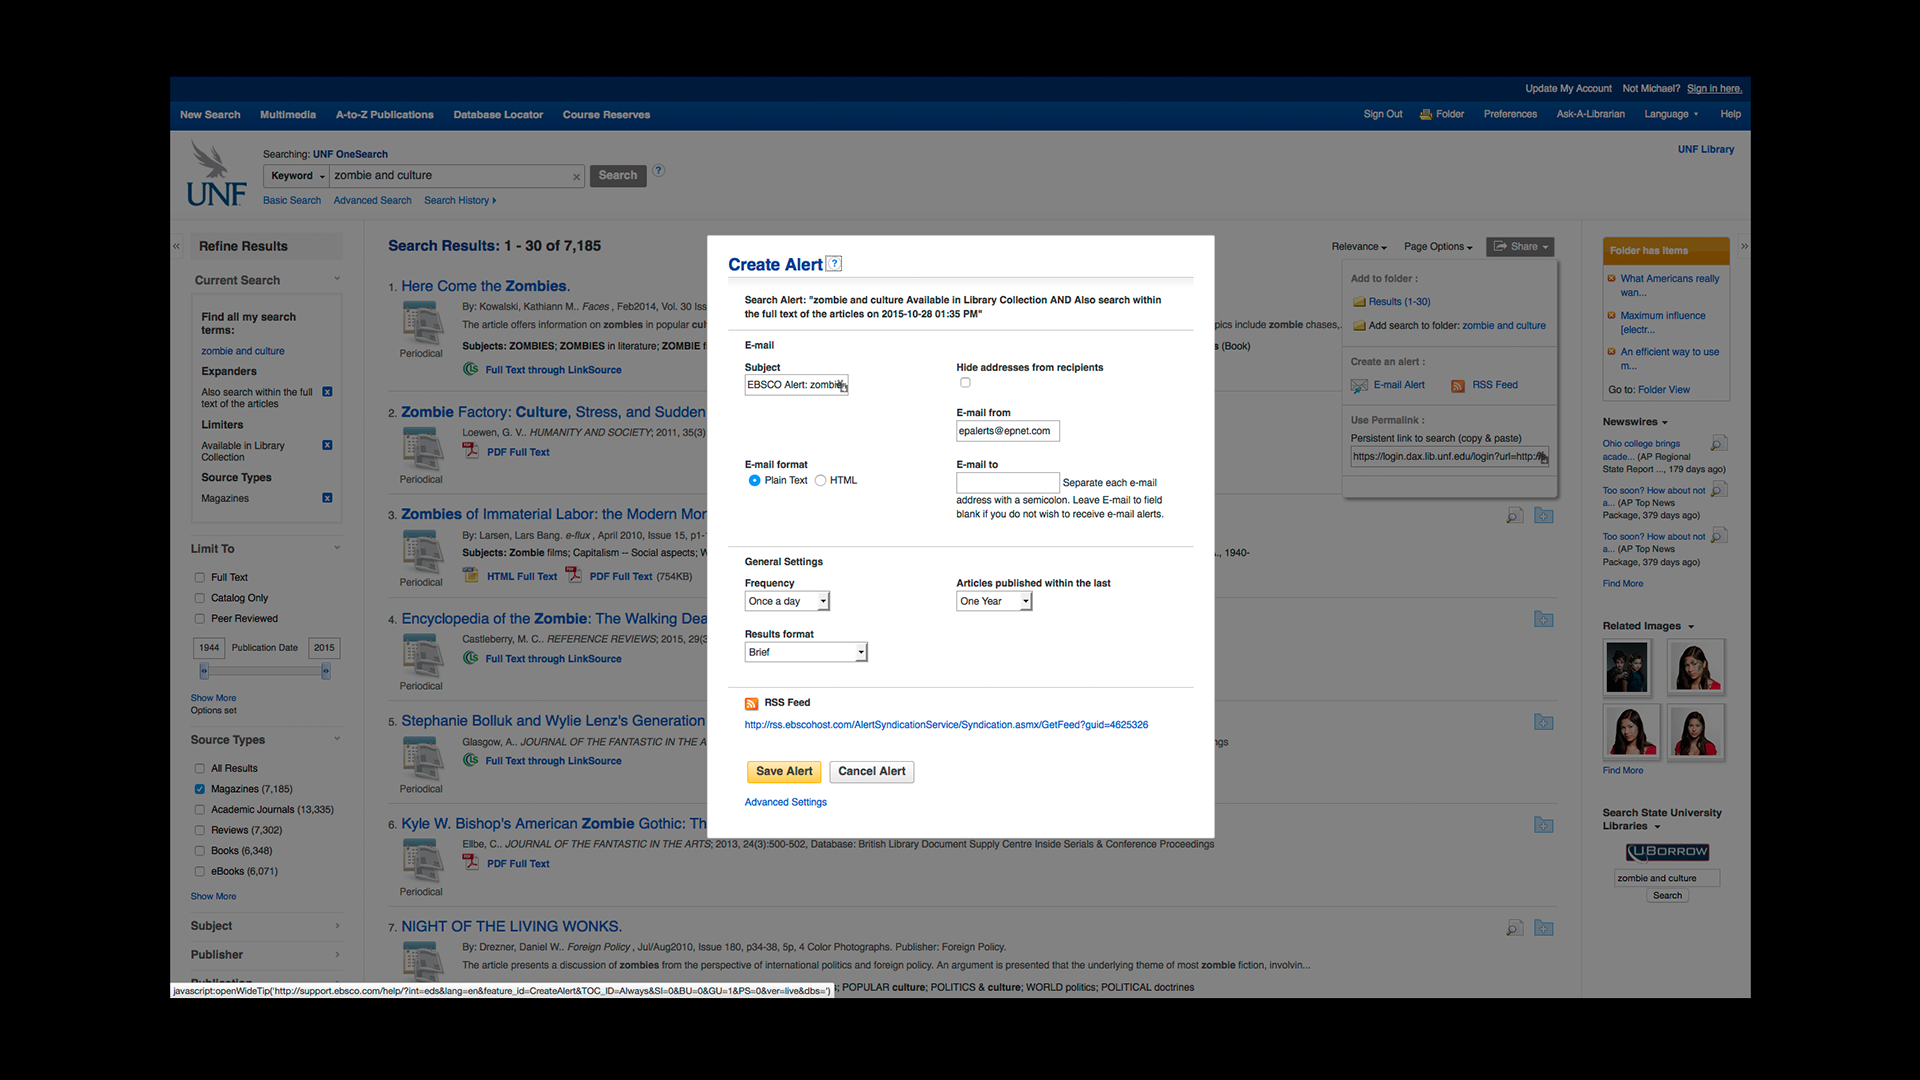 Update My Account Not Michael? Sign in here.
New Search Multimedia A-to-Z Publications Database Locator Course Reserves
Sign Out Folder Preferences Ask-A-Librarian Language Help
UNF
Searching: UNF OneSearch
Keyword zombie and culture × Search ?
Basic Search Advanced Search Search History
UNF Library
« Refine Results
Current Search
Find all my search
terms:
zombie and culture
Expanders
Also search within the full
text of the articles
Limiters
Available in Library
Collection
Source Types
Magazines
Limit To
Full Text
Catalog Only
Peer Reviewed
1944 Publication Date 2015
Show More
Options set
Source Types
All Results
Magazines (7,185)
Academic Journals (13,335)
Reviews (7,302)
Books (6,348)
eBooks (6,071)
Show More
Subject
Publisher
Search Results: 1 - 30 of 7,185
Relevance Page Options Share
1. Here Come the Zombies.
By: Kowalski, Kathiann M.. Faces , Feb2014, Vol. 30 Iss
The article offers information on zombies in popular cul
pics include zombie chases,
Subjects: ZOMBIES; ZOMBIES in literature; ZOMBIE f
s (Book)
Periodical
Full Text through LinkSource
2. Zombie Factory: Culture, Stress, and Sudden
Loewen, G. V.. HUMANITY AND SOCIETY; 2011, 35(3)
PDF Full Text
Periodical
3. Zombies of Immaterial Labor: the Modern Mor
By: Larsen, Lars Bang. e-flux , April 2010, Issue 15, p1-
Subjects: Zombie films; Capitalism -- Social aspects; W
., 1940-
HTML Full Text PDF Full Text (754KB)
Periodical
4. Encyclopedia of the Zombie: The Walking Dea
Castleberry, M. C.. REFERENCE REVIEWS; 2015, 29(3
Full Text through LinkSource
Periodical
5. Stephanie Bolluk and Wylie Lenz's Generation
Glasgow, A.. JOURNAL OF THE FANTASTIC IN THE A
ngs
Full Text through LinkSource
Periodical
6. Kyle W. Bishop's American Zombie Gothic: Th
Ellbe, C.. JOURNAL OF THE FANTASTIC IN THE ARTS; 2013, 24(3):500-502, Database: British Library Document Supply Centre Inside Serials & Conference Proceedings
PDF Full Text
Periodical
7. NIGHT OF THE LIVING WONKS.
By: Drezner, Daniel W.. Foreign Policy , Jul/Aug2010, Issue 180, p34-38, 5p, 4 Color Photographs. Publisher: Foreign Policy.
The article presents a discussion of zombies from the perspective of international politics and foreign policy. An argument is presented that the underlying theme of most zombie fiction, involvin...
; POPULAR culture; POLITICS & culture; WORLD politics; POLITICAL doctrines
javascript:openWideTip('http://support.ebsco.com/help/?int=eds&lang=en&feature_id=CreateAlert&TOC_ID=Always&SI=0&BU=0&GU=1&PS=0&ver=live&dbs=')
Create Alert ?
Search Alert: "zombie and culture Available in Library Collection AND Also search within
the full text of the articles on 2015-10-28 01:35 PM"
E-mail
Subject
EBSCO Alert: zombie
Hide addresses from recipients
E-mail from
epalerts@epnet.com
E-mail format
Plain Text HTML
E-mail to
Separate each e-mail
address with a semicolon. Leave E-mail to field
blank if you do not wish to receive e-mail alerts.
General Settings
Frequency
Once a day
Articles published within the last
One Year
Results format
Brief
RSS Feed
http://rss.ebscohost.com/AlertSyndicationService/Syndication.asmx/GetFeed?guid=4625326
Save Alert Cancel Alert
Advanced Settings
Add to folder :
Results (1-30)
Add search to folder: zombie and culture
Create an alert :
E-mail Alert RSS Feed
Use Permalink :
Persistent link to search (copy & paste)
https://login.dax.lib.unf.edu/login?url=http:/
Folder has items »
What Americans really
wan...
Maximum influence
[electr...
An efficient way to use
m...
Go to: Folder View
Newswires
Ohio college brings
acade... (AP Regional
State Report ..., 179 days ago)
Too soon? How about not
a... (AP Top News
Package, 379 days ago)
Too soon? How about not
a... (AP Top News
Package, 379 days ago)
Find More
Related Images
Find More
Search State University
Libraries
UBORROW
zombie and culture
Search